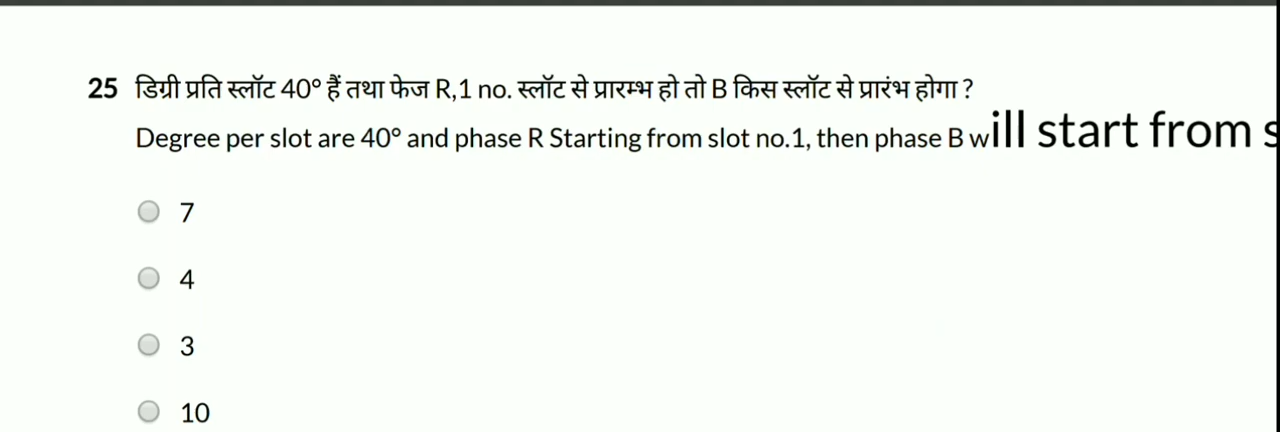 25 डिग्री प्रति स्लॉट 40° हैं तथा फेज R,1 no. स्लॉट से प्रारम्भ हो तो B किस स्लॉट से प्रारंभ होगा ?
Degree per slot are 40° and phase R Starting from slot no.1, then phase B will start from s
7
4
3
10